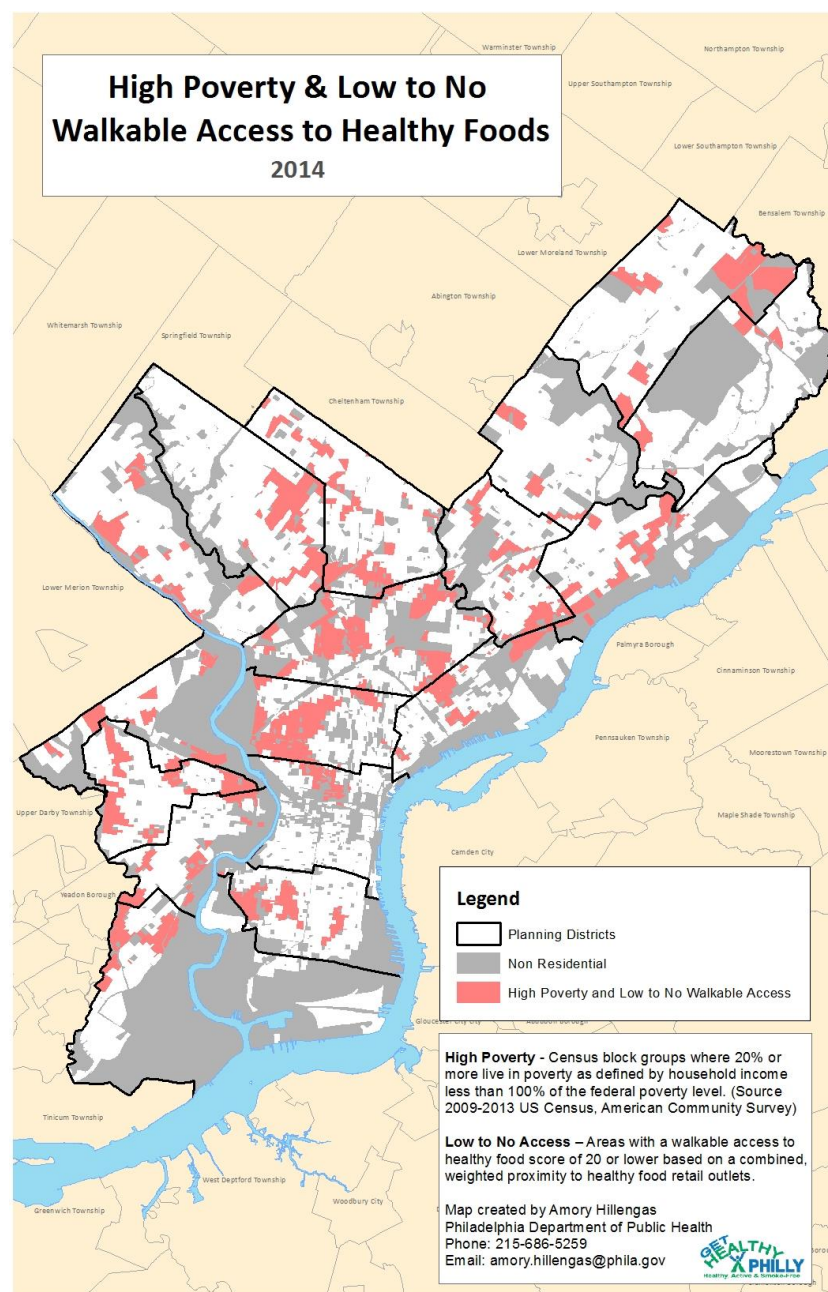 High Poverty & Low to No
Walkable Access to Healthy Foods
2014
Warminster Township
Northampton Township
Upper Southampton Township
Lower Southampton Township
Bensalem Township
Lower Moreland Township
Abington Township
Whitemarsh Township
Springfield Township
Cheltenham Township
Lower Merion Township
Palmyra Borough
Cinnaminson Township
Pennsauken Township
Moorestown Township
Maple Shade Township
Upper Darby Township
Camden City
Yeadon Borough
Legend
Planning Districts
Non Residential
High Poverty and Low to No Walkable Access
Gloucester City City
High Poverty - Census block groups where 20% or
more live in poverty as defined by household income
less than 100% of the federal poverty level. (Source
2009-2013 US Census, American Community Survey)
Low to No Access – Areas with a walkable access to
healthy food score of 20 or lower based on a combined,
weighted proximity to healthy food retail outlets.
Tinicum Township
West Deptford Township
Woodbury City
Greenwich Township
Map created by Amory Hillengas
Philadelphia Department of Public Health
Phone: 215-686-5259
Email: amory.hillengas@phila.gov
GET
HEALTHY
PHILLY
Healthy, Active & Smoke-Free